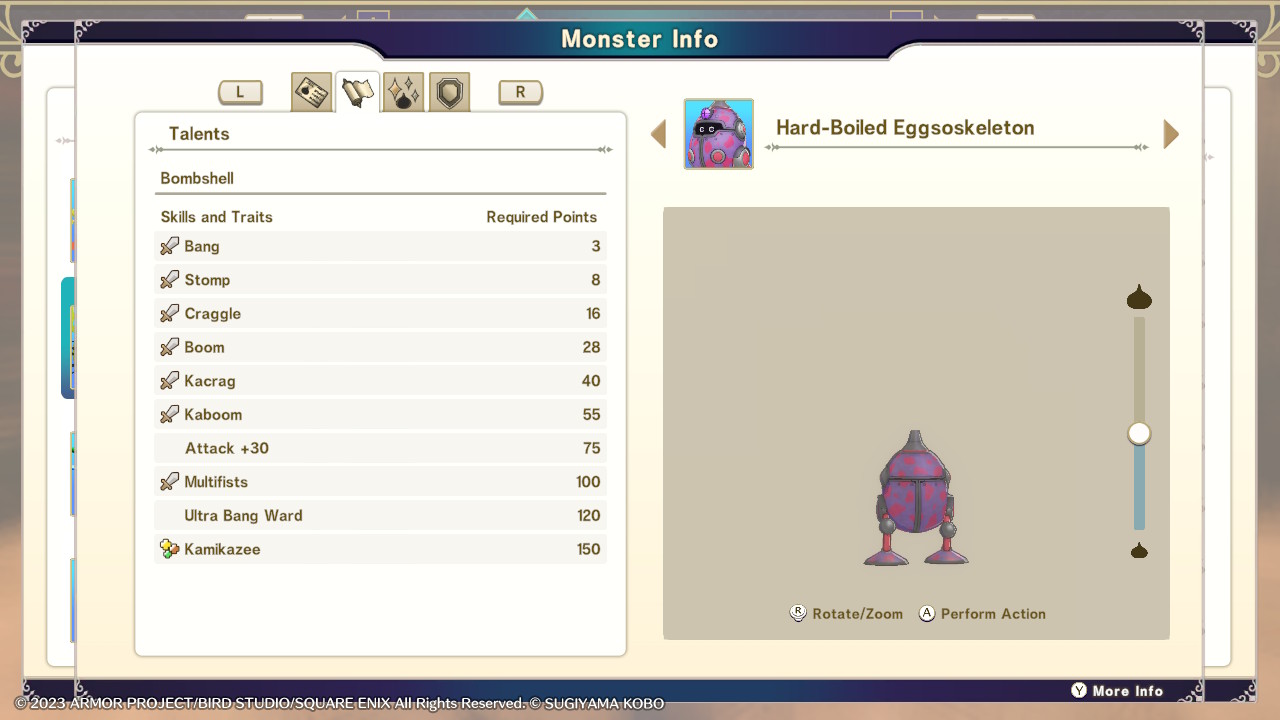 Monster Info
L
R
Talents
Bombshell
Skills and Traits Required Points
Bang 3
Stomp 8
Craggle 16
Boom 28
Kacrag 40
Kaboom 55
Attack +30 75
Multifists 100
Ultra Bang Ward 120
Kamikazee 150
Hard-Boiled Eggsoskeleton
R Rotate/Zoom A Perform Action
Y More Info
© 2023 ARMOR PROJECT/BIRD STUDIO/SQUARE ENIX All Rights Reserved. © SUGIYAMA KOBO